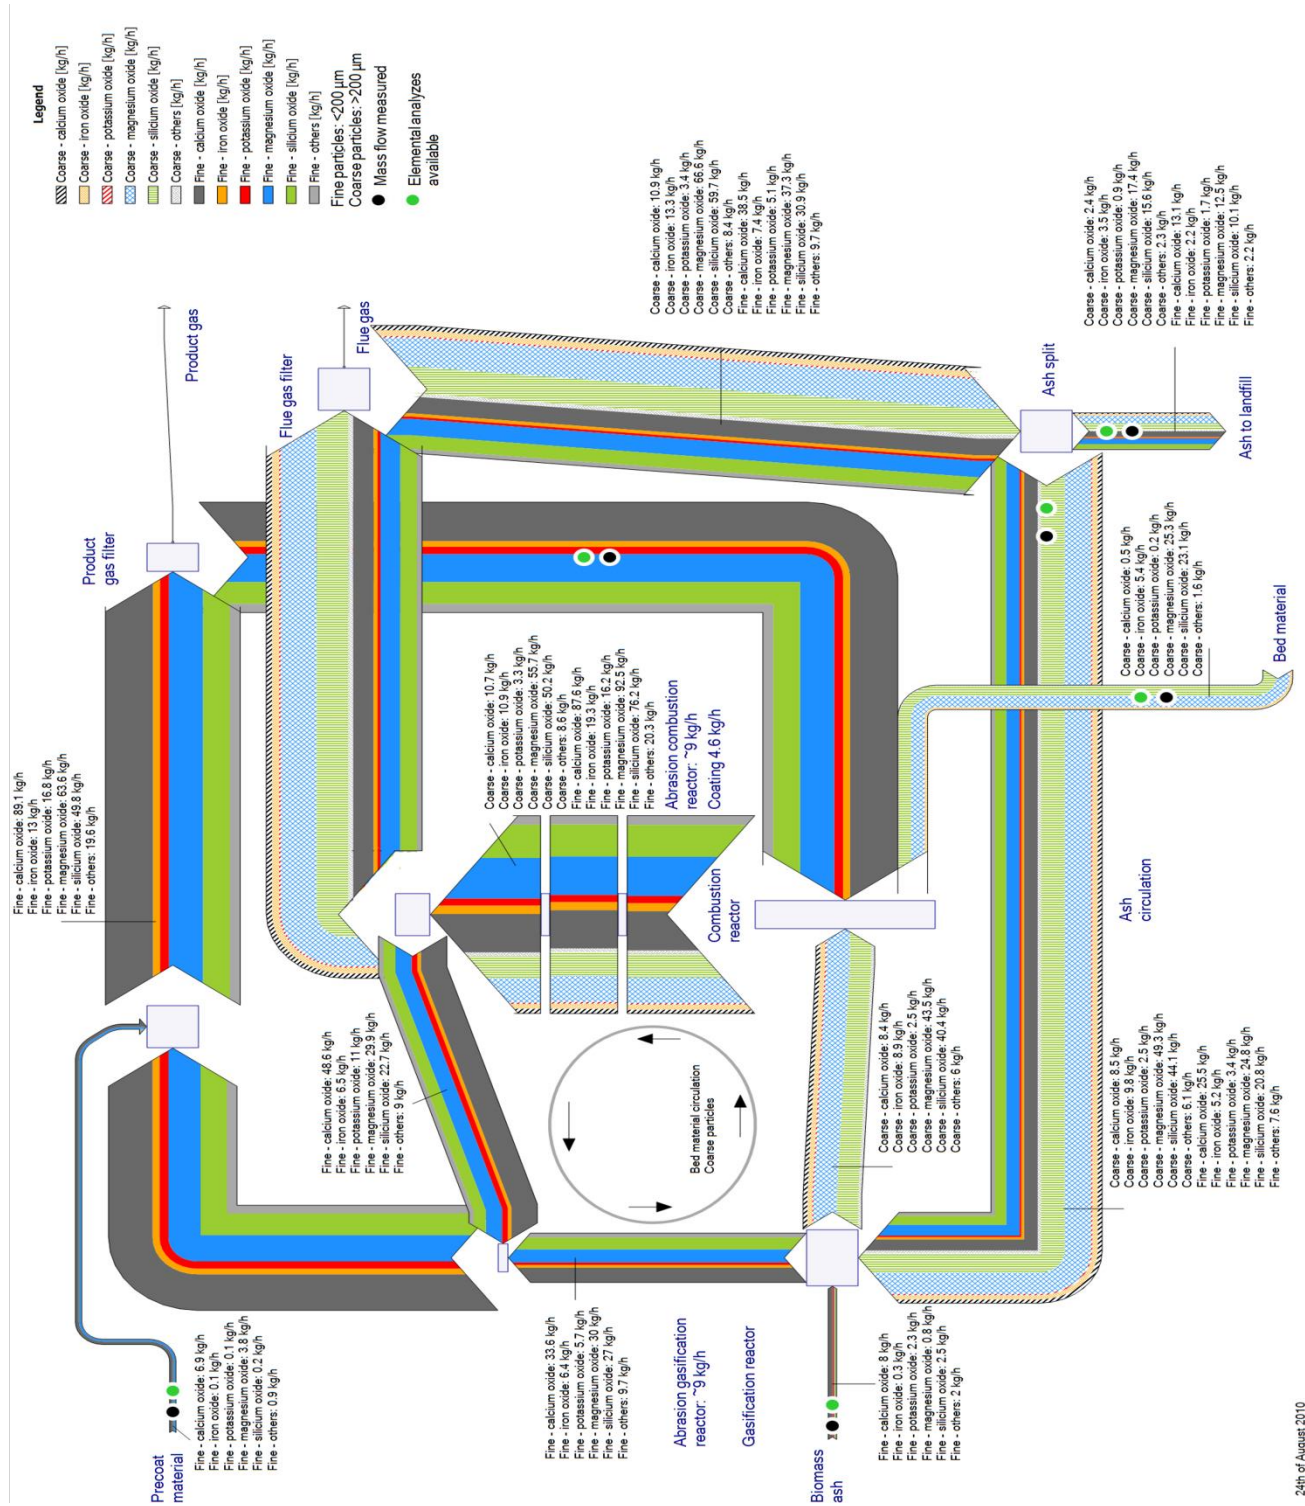 Legend
Coarse - calcium oxide [kg/h]
Coarse - iron oxide [kg/h]
Coarse - potassium oxide [kg/h]
Coarse - magnesium oxide [kg/h]
Coarse - silicium oxide [kg/h]
Coarse - others [kg/h]
Fine - calcium oxide [kg/h]
Fine - iron oxide [kg/h]
Fine - potassium oxide [kg/h]
Fine - magnesium oxide [kg/h]
Fine - silicium oxide [kg/h]
Fine - others [kg/h]
Fine particles: <200 µm
Coarse particles: >200 µm
Mass flow measured
Elemental analyzes
available
Precoat
material
Fine - calcium oxide: 6.9 kg/h
Fine - iron oxide: 0.1 kg/h
Fine - potassium oxide: 0.1 kg/h
Fine - magnesium oxide: 3.8 kg/h
Fine - silicium oxide: 0.2 kg/h
Fine - others: 0.9 kg/h
Fine - calcium oxide: 89.1 kg/h
Fine - iron oxide: 13 kg/h
Fine - potassium oxide: 16.8 kg/h
Fine - magnesium oxide: 63.6 kg/h
Fine - silicium oxide: 49.8 kg/h
Fine - others: 19.6 kg/h
Product
gas filter
Product gas
Flue gas filter
Flue gas
Fine - calcium oxide: 48.6 kg/h
Fine - iron oxide: 6.5 kg/h
Fine - potassium oxide: 11 kg/h
Fine - magnesium oxide: 29.9 kg/h
Fine - silicium oxide: 22.7 kg/h
Fine - others: 9 kg/h
Coarse - calcium oxide: 10.7 kg/h
Coarse - iron oxide: 10.9 kg/h
Coarse - potassium oxide: 3.3 kg/h
Coarse - magnesium oxide: 55.7 kg/h
Coarse - silicium oxide: 50.2 kg/h
Coarse - others: 8.6 kg/h
Fine - calcium oxide: 87.6 kg/h
Fine - iron oxide: 19.3 kg/h
Fine - potassium oxide: 16.2 kg/h
Fine - magnesium oxide: 92.5 kg/h
Fine - silicium oxide: 76.2 kg/h
Fine - others: 20.3 kg/h
Abrasion combustion
reactor: ~9 kg/h
Coating 4.6 kg/h
Combustion
reactor
Coarse - calcium oxide: 10.9 kg/h
Coarse - iron oxide: 13.3 kg/h
Coarse - potassium oxide: 3.4 kg/h
Coarse - magnesium oxide: 66.6 kg/h
Coarse - silicium oxide: 59.7 kg/h
Coarse - others: 8.4 kg/h
Fine - calcium oxide: 38.5 kg/h
Fine - iron oxide: 7.4 kg/h
Fine - potassium oxide: 5.1 kg/h
Fine - magnesium oxide: 37.3 kg/h
Fine - silicium oxide: 30.9 kg/h
Fine - others: 9.7 kg/h
Bed material circulation
Coarse particles
Fine - calcium oxide: 33.6 kg/h
Fine - iron oxide: 6.4 kg/h
Fine - potassium oxide: 5.7 kg/h
Fine - magnesium oxide: 30 kg/h
Fine - silicium oxide: 27 kg/h
Fine - others: 9.7 kg/h
Abrasion gasification
reactor: ~9 kg/h
Gasification reactor
Biomass
ash
Fine - calcium oxide: 8 kg/h
Fine - iron oxide: 0.3 kg/h
Fine - potassium oxide: 2.3 kg/h
Fine - magnesium oxide: 0.8 kg/h
Fine - silicium oxide: 2.5 kg/h
Fine - others: 2 kg/h
Coarse - calcium oxide: 8.4 kg/h
Coarse - iron oxide: 8.9 kg/h
Coarse - potassium oxide: 2.5 kg/h
Coarse - magnesium oxide: 43.5 kg/h
Coarse - silicium oxide: 40.4 kg/h
Coarse - others: 6 kg/h
Coarse - calcium oxide: 8.5 kg/h
Coarse - iron oxide: 9.8 kg/h
Coarse - potassium oxide: 2.5 kg/h
Coarse - magnesium oxide: 49.3 kg/h
Coarse - silicium oxide: 44.1 kg/h
Coarse - others: 6.1 kg/h
Fine - calcium oxide: 25.5 kg/h
Fine - iron oxide: 5.2 kg/h
Fine - potassium oxide: 3.4 kg/h
Fine - magnesium oxide: 24.8 kg/h
Fine - silicium oxide: 20.8 kg/h
Fine - others: 7.6 kg/h
Ash
circulation
Coarse - calcium oxide: 0.5 kg/h
Coarse - iron oxide: 5.4 kg/h
Coarse - potassium oxide: 0.2 kg/h
Coarse - magnesium oxide: 25.3 kg/h
Coarse - silicium oxide: 23.1 kg/h
Coarse - others: 1.6 kg/h
Bed material
Ash split
Coarse - calcium oxide: 2.4 kg/h
Coarse - iron oxide: 3.5 kg/h
Coarse - potassium oxide: 0.9 kg/h
Coarse - magnesium oxide: 17.4 kg/h
Coarse - silicium oxide: 15.6 kg/h
Coarse - others: 2.3 kg/h
Fine - calcium oxide: 13.1 kg/h
Fine - iron oxide: 2.2 kg/h
Fine - potassium oxide: 1.7 kg/h
Fine - magnesium oxide: 12.5 kg/h
Fine - silicium oxide: 10.1 kg/h
Fine - others: 2.2 kg/h
Ash to landfill
24th of August 2010